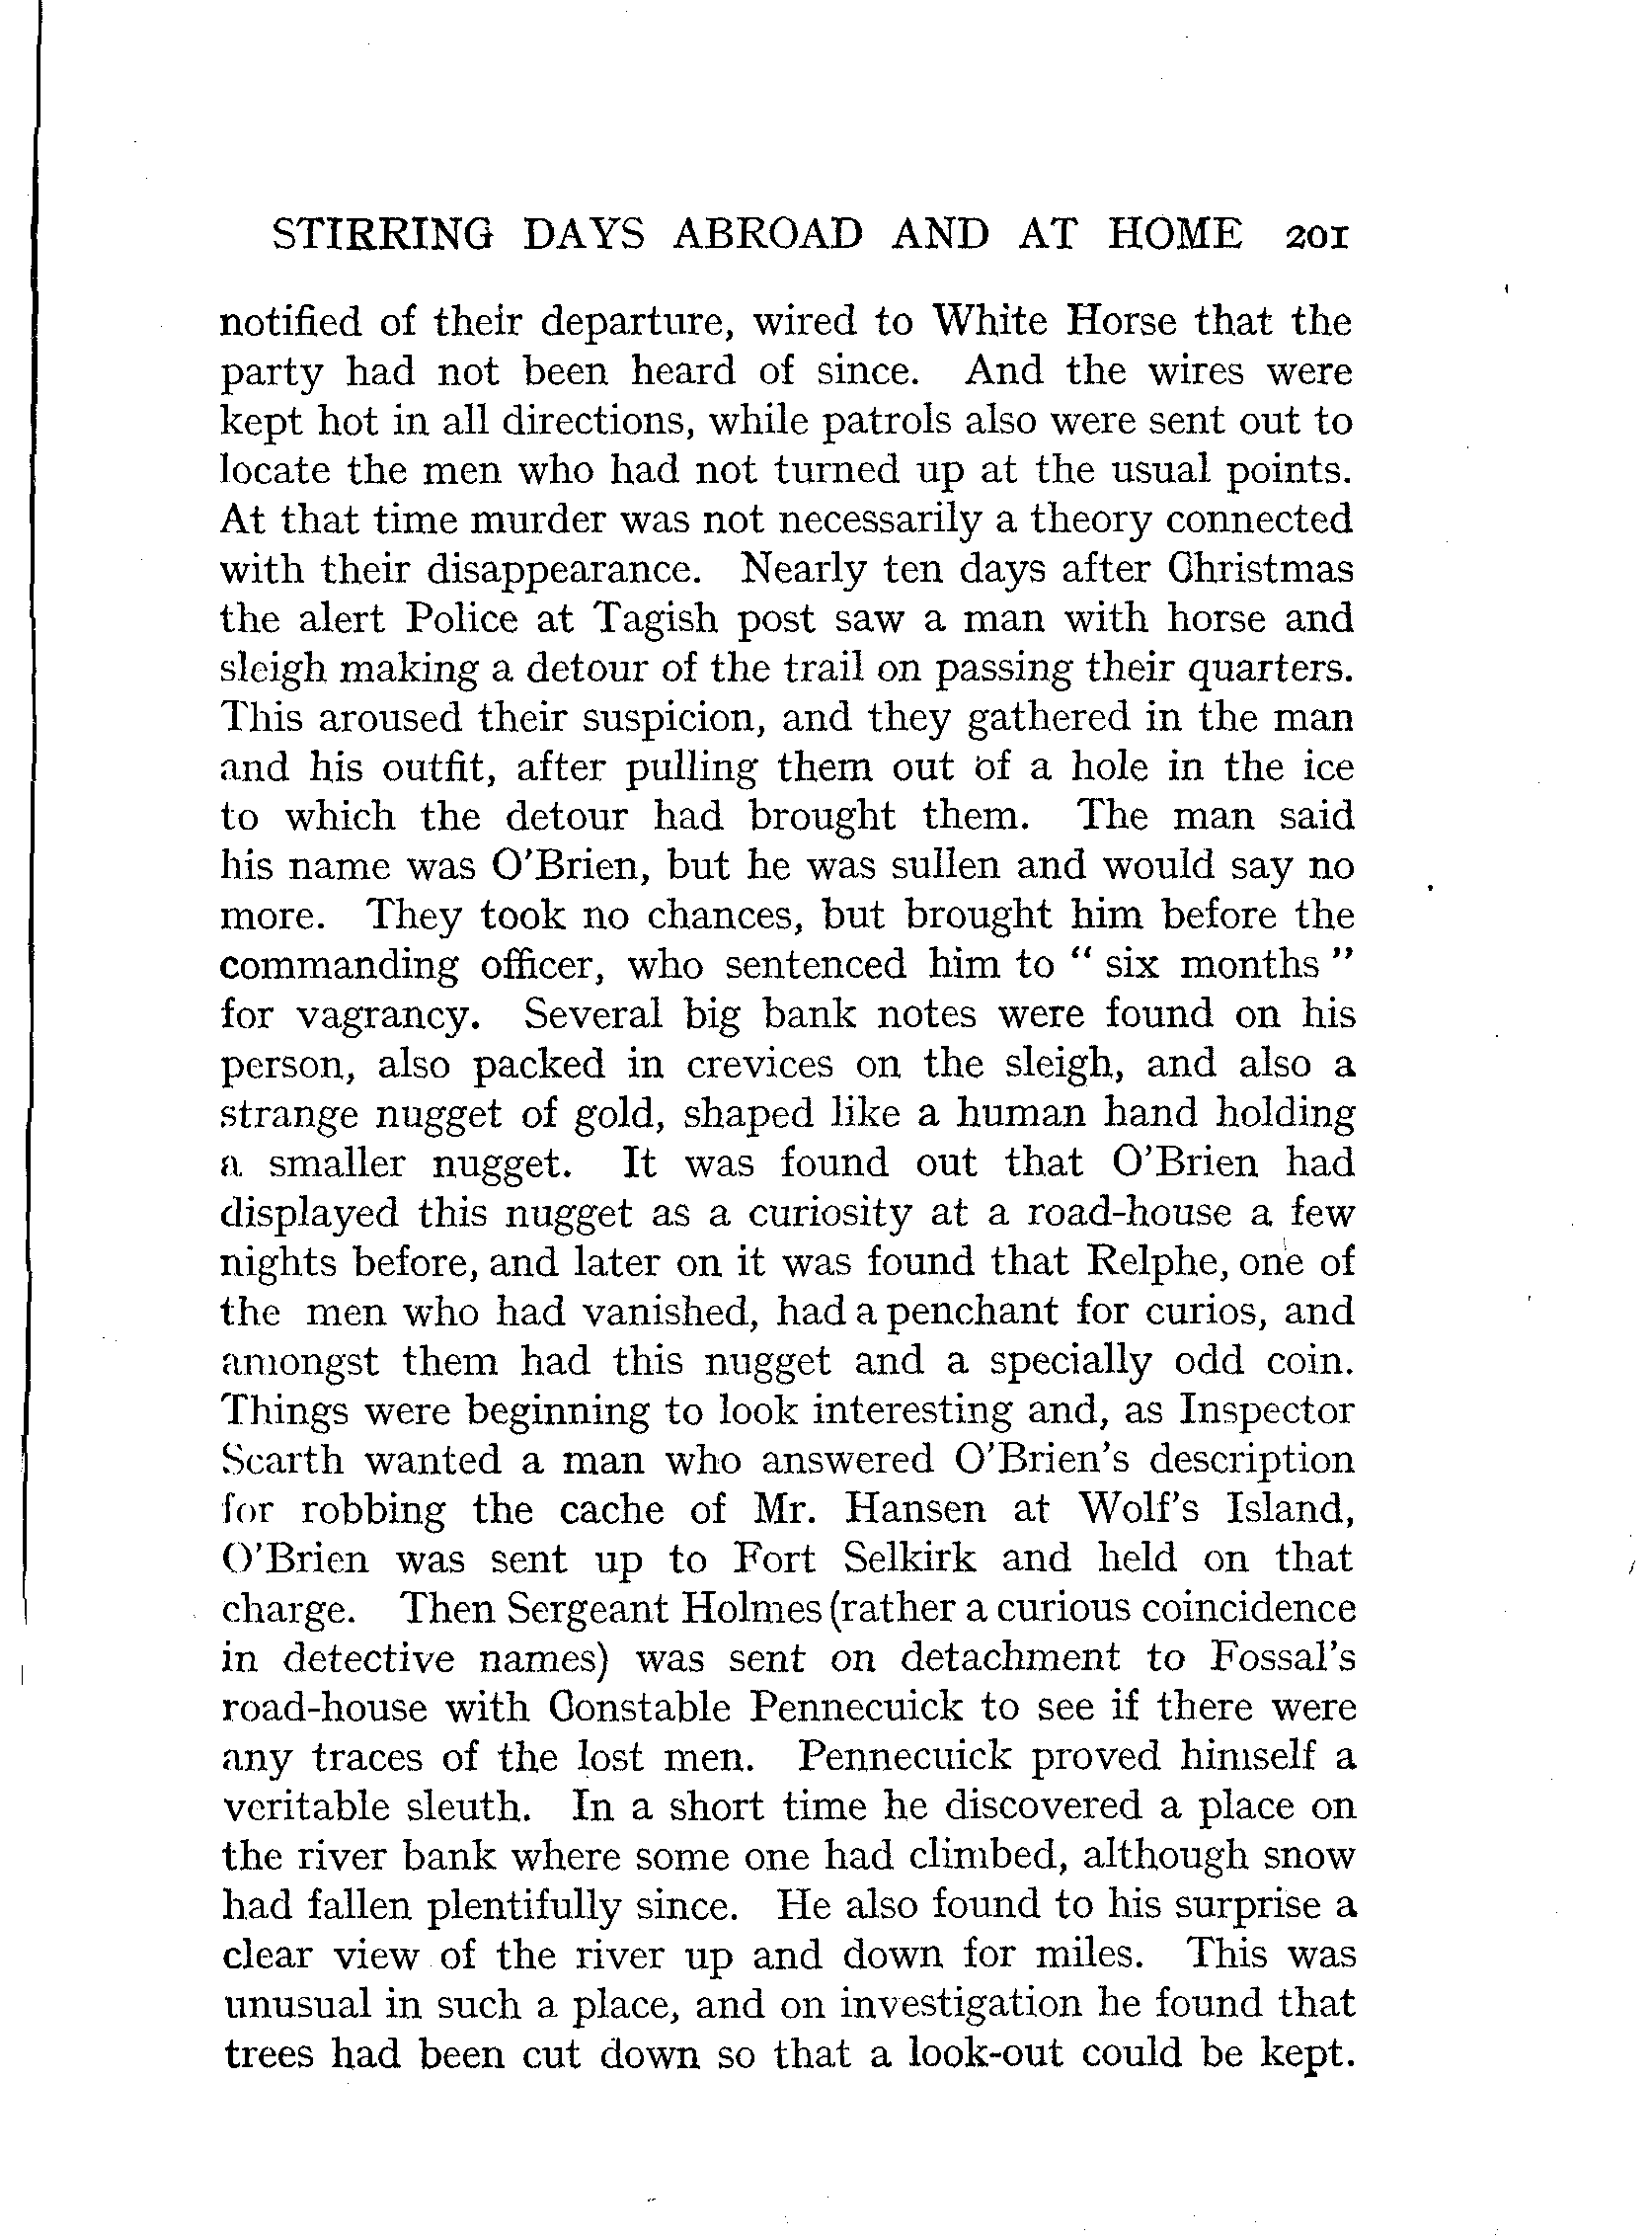 STIRRING DAYS ABROAD AND AT HOME 201
notified of their departure, wired to White Horse that the
party had not been heard of since. And the wires were
kept hot in all directions, while patrols also were sent out to
locate the men who had not turned up at the usual points.
At that time murder was not necessarily a theory connected
with their disappearance. Nearly ten days after Christmas
the alert Police at Tagish post saw a man with horse and
sleigh making a detour of the trail on passing their quarters.
This aroused their suspicion, and they gathered in the man
and his outfit, after pulling them out of a hole in the ice
to which the detour had brought them. The man said
his name was O'Brien, but he was sullen and would say no
more. They took no chances, but brought him before the
commanding officer, who sentenced him to “ six months ”
for vagrancy. Several big bank notes were found on his
person, also packed in crevices on the sleigh, and also a
strange nugget of gold, shaped like a human hand holding
a smaller nugget. It was found out that O'Brien had
displayed this nugget as a curiosity at a road-house a few
nights before, and later on it was found that Relphe, one of
the men who had vanished, had a penchant for curios, and
amongst them had this nugget and a specially odd coin.
Things were beginning to look interesting and, as Inspector
Scarth wanted a man who answered O'Brien's description
for robbing the cache of Mr. Hansen at Wolf's Island,
O'Brien was sent up to Fort Selkirk and held on that
charge. Then Sergeant Holmes (rather a curious coincidence
in detective names) was sent on detachment to Fossal's
road-house with Constable Pennecuick to see if there were
any traces of the lost men. Pennecuick proved himself a
veritable sleuth. In a short time he discovered a place on
the river bank where some one had climbed, although snow
had fallen plentifully since. He also found to his surprise a
clear view of the river up and down for miles. This was
unusual in such a place, and on investigation he found that
trees had been cut down so that a look-out could be kept.